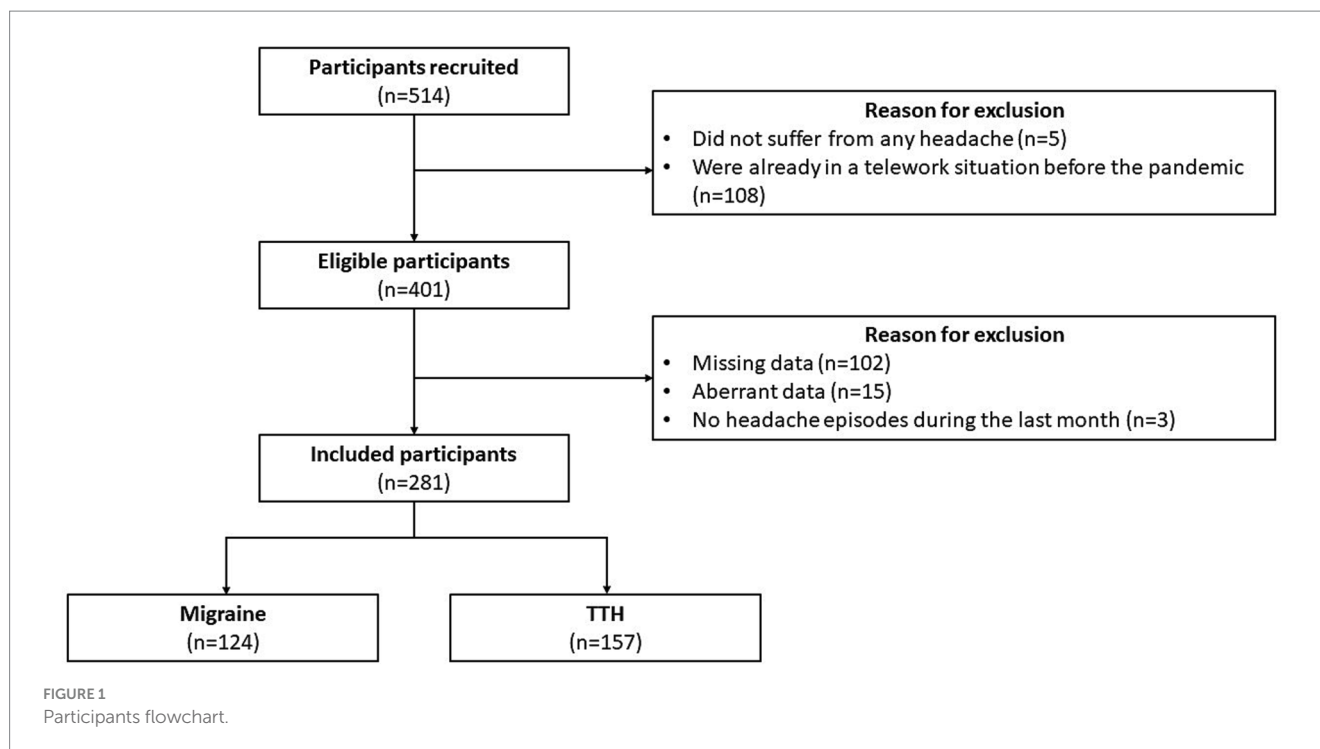 Participants recruited
(n=514)
Reason for exclusion
• Did not suffer from any headache (n=5)
• Were already in a telework situation before the pandemic
(n=108)
Eligible participants
(n=401)
Reason for exclusion
• Missing data (n=102)
• Aberrant data (n=15)
• No headache episodes during the last month (n=3)
Included participants
(n=281)
Migraine
(n=124)
TTH
(n=157)
FIGURE 1
Participants flowchart.